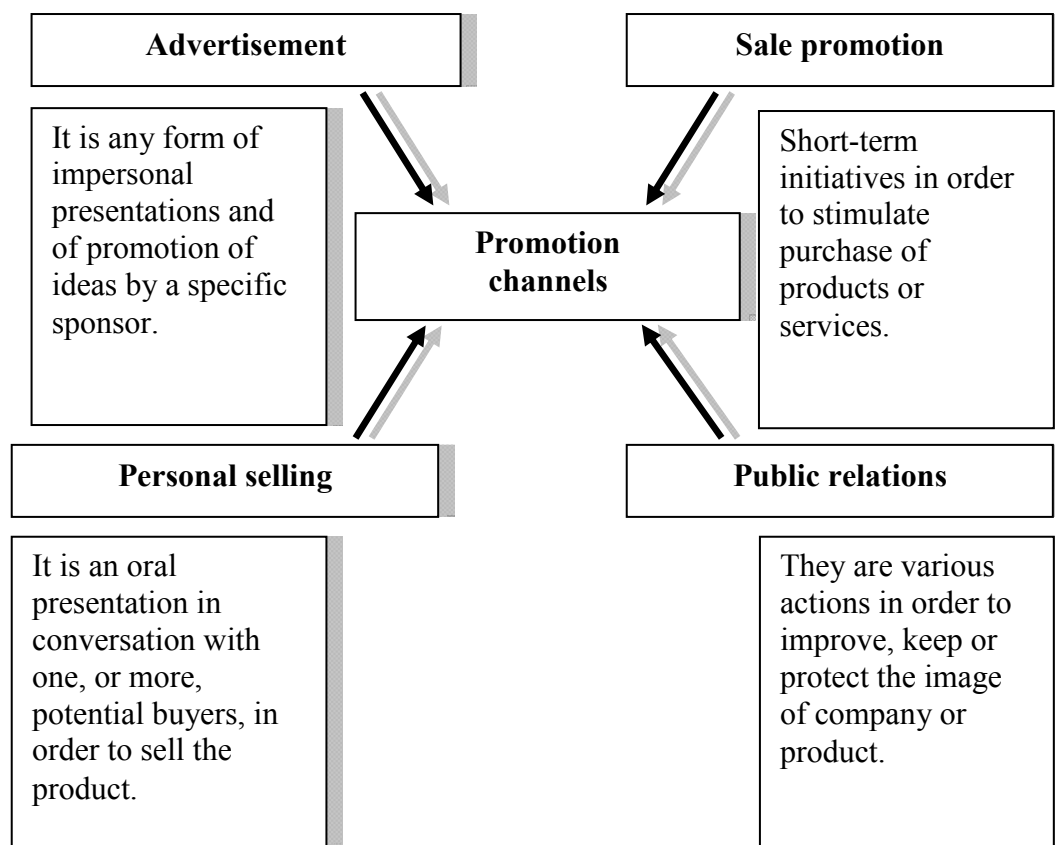 Advertisement
Sale promotion
It is any form of
impersonal
presentations and
of promotion of
ideas by a specific
sponsor.
Short-term
initiatives in order
to stimulate
purchase of
products or
services.
Promotion
channels
Personal selling
Public relations
It is an oral
presentation in
conversation with
one, or more,
potential buyers, in
order to sell the
product.
They are various
actions in order to
improve, keep or
protect the image
of company or
product.